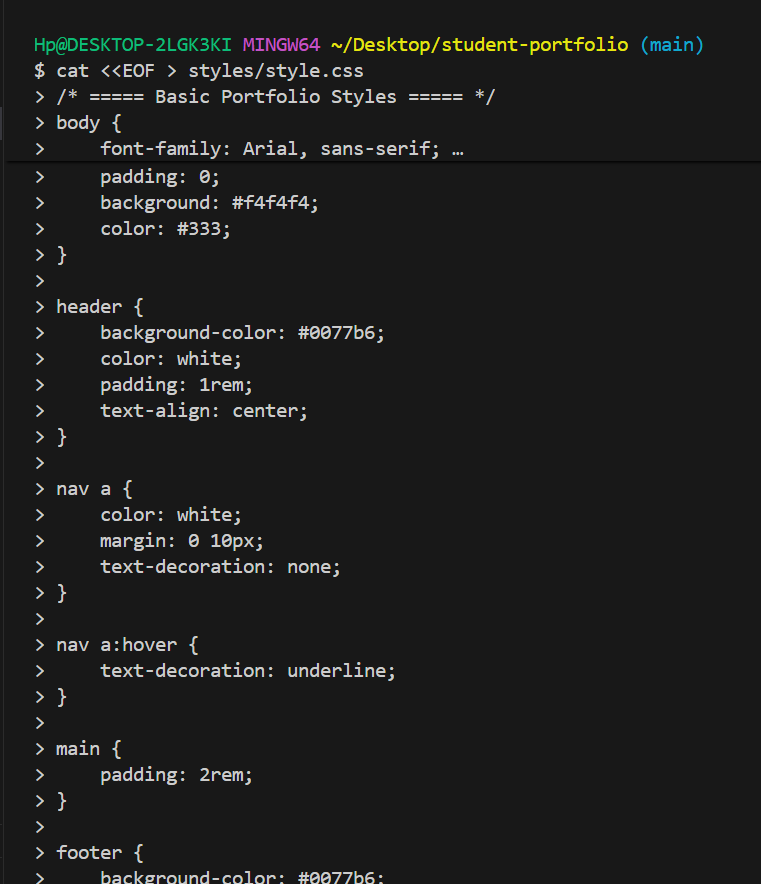 Hp@DESKTOP-2LGK3KI MINGW64 ~/Desktop/student-portfolio (main)
$ cat <<EOF > styles/style.css
> /* ===== Basic Portfolio Styles ===== */
> body {
>     font-family: Arial, sans-serif; …
>     padding: 0;
>     background: #f4f4f4;
>     color: #333;
> }
>
> header {
>     background-color: #0077b6;
>     color: white;
>     padding: 1rem;
>     text-align: center;
> }
>
> nav a {
>     color: white;
>     margin: 0 10px;
>     text-decoration: none;
> }
>
> nav a:hover {
>     text-decoration: underline;
> }
>
> main {
>     padding: 2rem;
> }
>
> footer {
>     background-color: #0077b6;